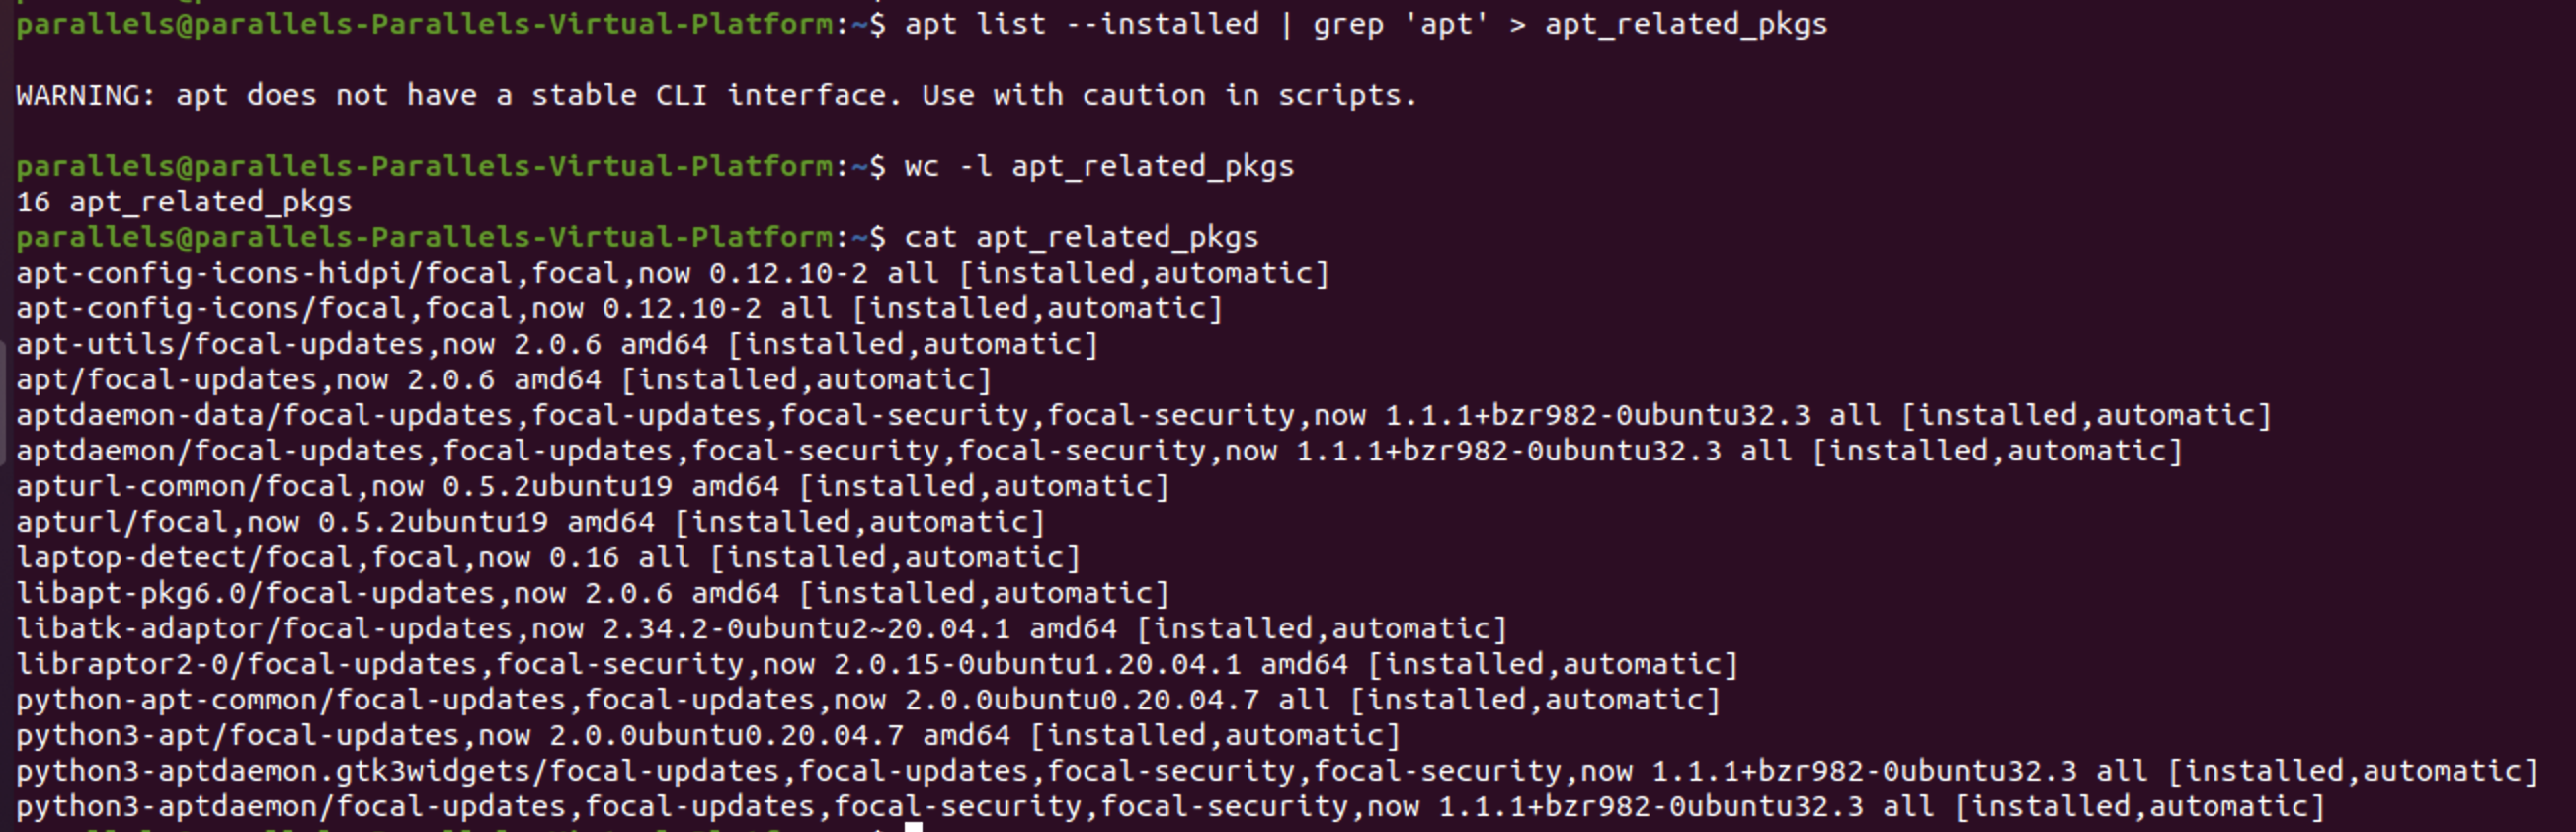 parallels@parallels-Parallels-Virtual-Platform:~$ apt list --installed | grep 'apt' > apt_related_pkgs
WARNING: apt does not have a stable CLI interface. Use with caution in scripts.
parallels@parallels-Parallels-Virtual-Platform:~$ wc -l apt_related_pkgs
16 apt_related_pkgs
parallels@parallels-Parallels-Virtual-Platform:~$ cat apt_related_pkgs
apt-config-icons-hidpi/focal,focal,now 0.12.10-2 all [installed,automatic]
apt-config-icons/focal,focal,now 0.12.10-2 all [installed,automatic]
apt-utils/focal-updates,now 2.0.6 amd64 [installed,automatic]
apt/focal-updates,now 2.0.6 amd64 [installed,automatic]
aptdaemon-data/focal-updates,focal-updates,focal-security,focal-security,now 1.1.1+bzr982-0ubuntu32.3 all [installed,automatic]
aptdaemon/focal-updates,focal-updates,focal-security,focal-security,now 1.1.1+bzr982-0ubuntu32.3 all [installed,automatic]
apturl-common/focal,now 0.5.2ubuntu19 amd64 [installed,automatic]
apturl/focal,now 0.5.2ubuntu19 amd64 [installed,automatic]
laptop-detect/focal,focal,now 0.16 all [installed,automatic]
libapt-pkg6.0/focal-updates,now 2.0.6 amd64 [installed,automatic]
libatk-adaptor/focal-updates,now 2.34.2-0ubuntu2~20.04.1 amd64 [installed,automatic]
libraptor2-0/focal-updates,focal-security,now 2.0.15-0ubuntu1.20.04.1 amd64 [installed,automatic]
python-apt-common/focal-updates,focal-updates,now 2.0.0ubuntu0.20.04.7 all [installed,automatic]
python3-apt/focal-updates,now 2.0.0ubuntu0.20.04.7 amd64 [installed,automatic]
python3-aptdaemon.gtk3widgets/focal-updates,focal-updates,focal-security,focal-security,now 1.1.1+bzr982-0ubuntu32.3 all [installed,automatic]
python3-aptdaemon/focal-updates,focal-updates,focal-security,focal-security,now 1.1.1+bzr982-0ubuntu32.3 all [installed,automatic]